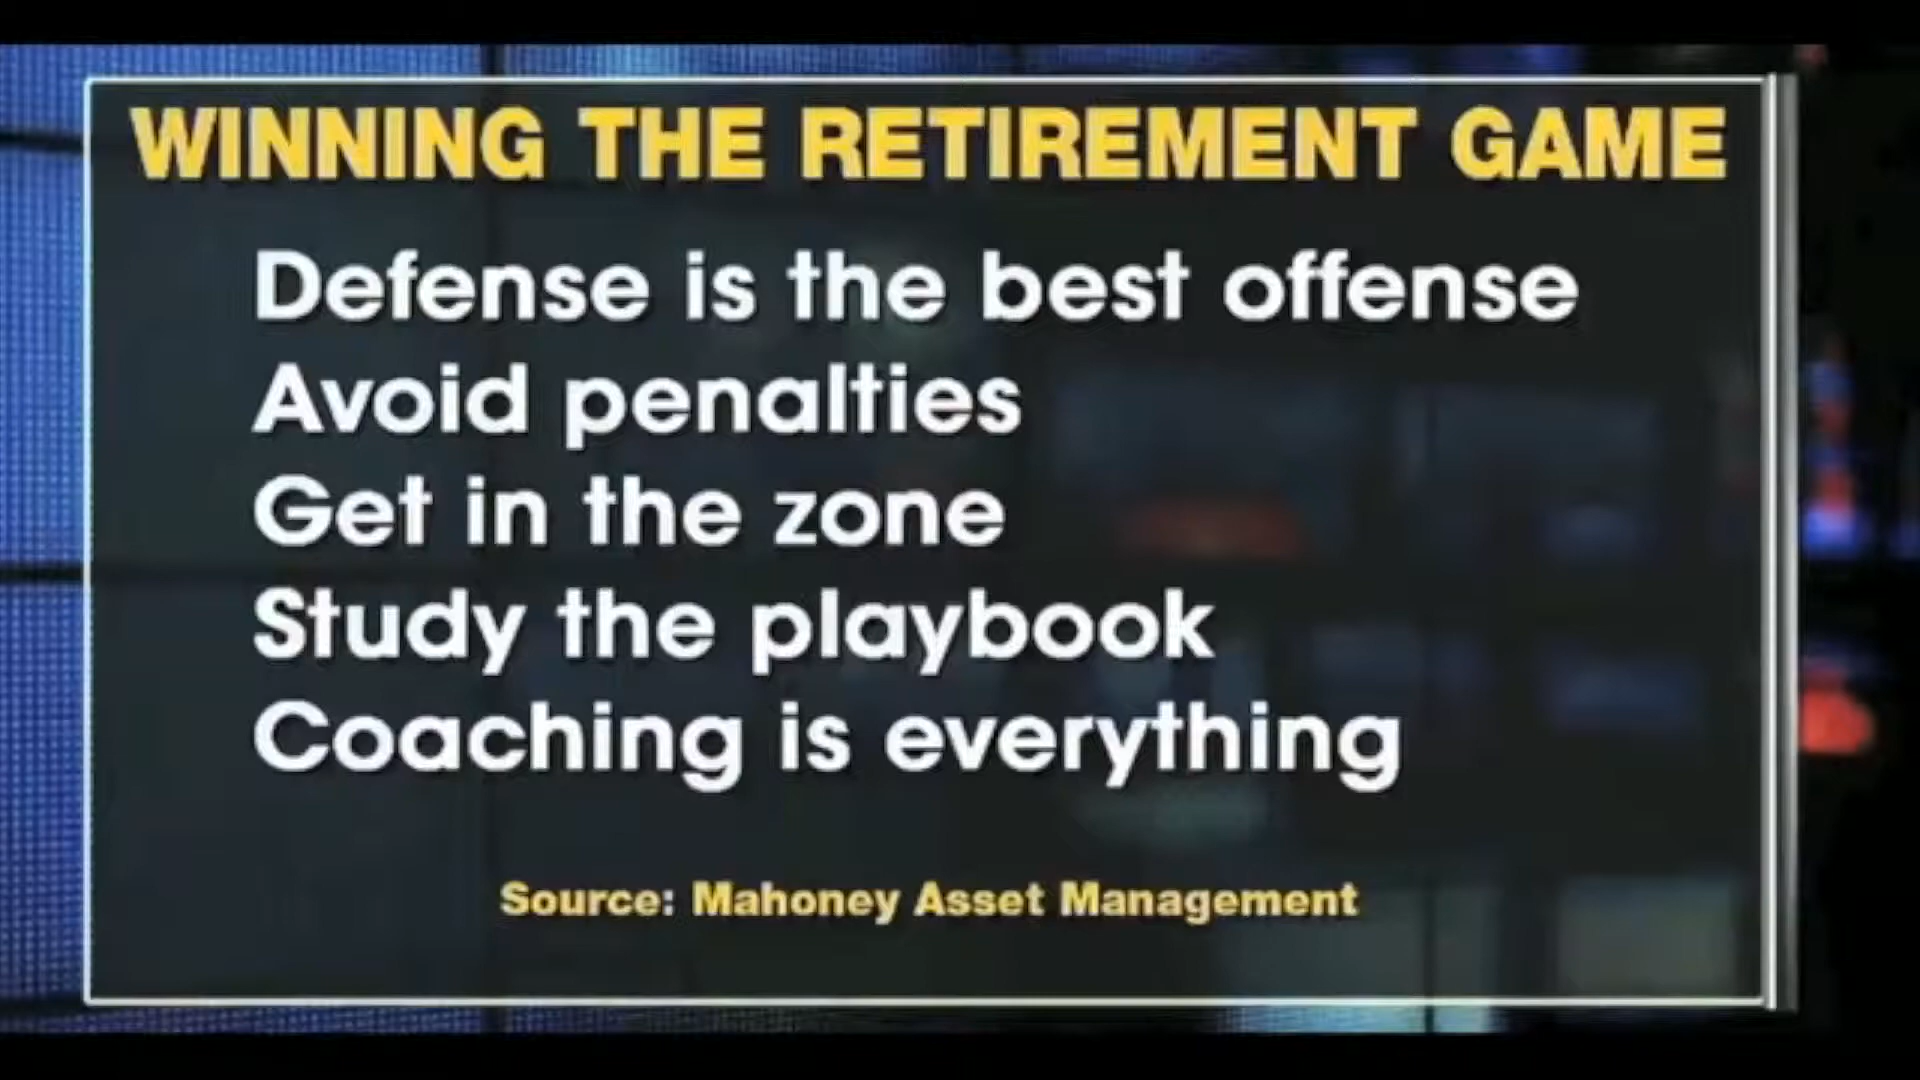 WINNING THE RETIREMENT GAME
Defense is the best offense
Avoid penalties
Get in the zone
Study the playbook
Coaching is everything
Source: Mahoney Asset Management